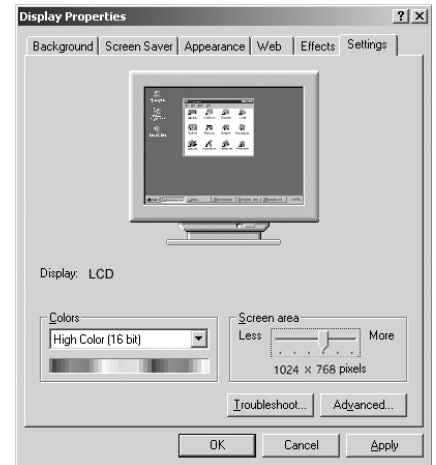 Display Properties
Background Screen Saver Appearance Web Effects Settings
Display: LCD
Colors
High Color (16 bit)
Screen area
Less More
1024 × 768 pixels
Troubleshoot... Advanced...
OK Cancel Apply